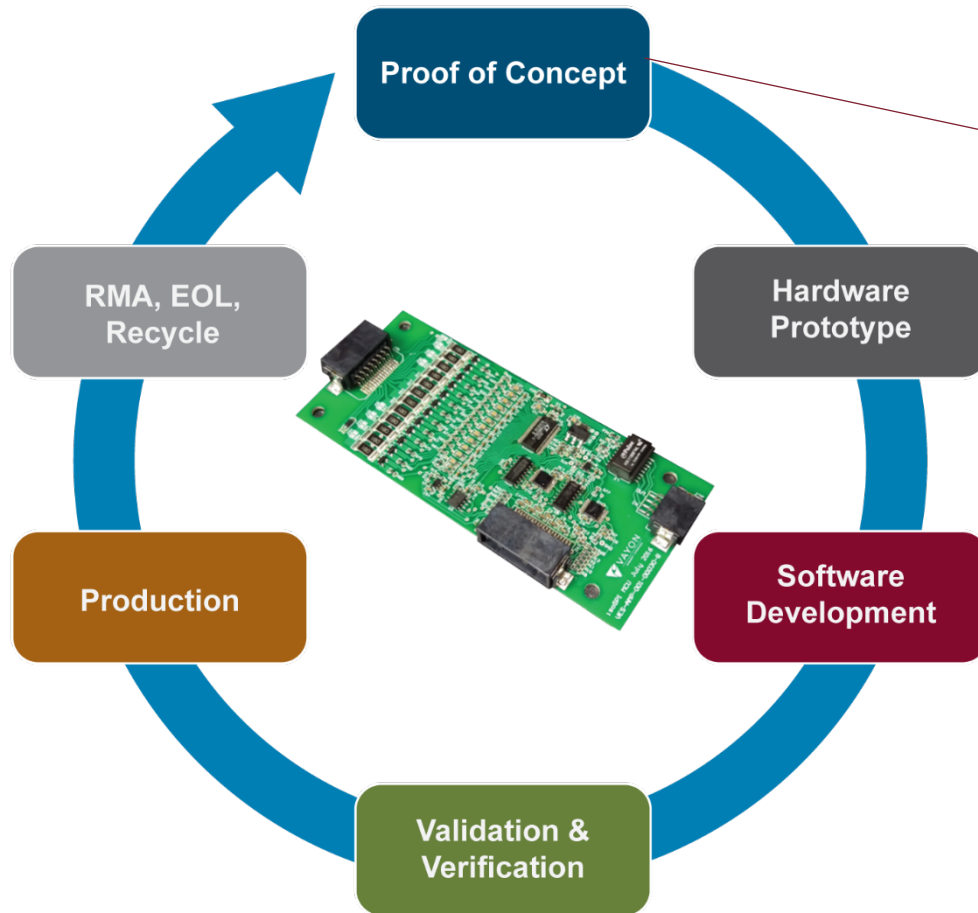 Proof of Concept
Hardware
Prototype
Software
Development
Validation &
Verification
Production
RMA, EOL,
Recycle
VAYON